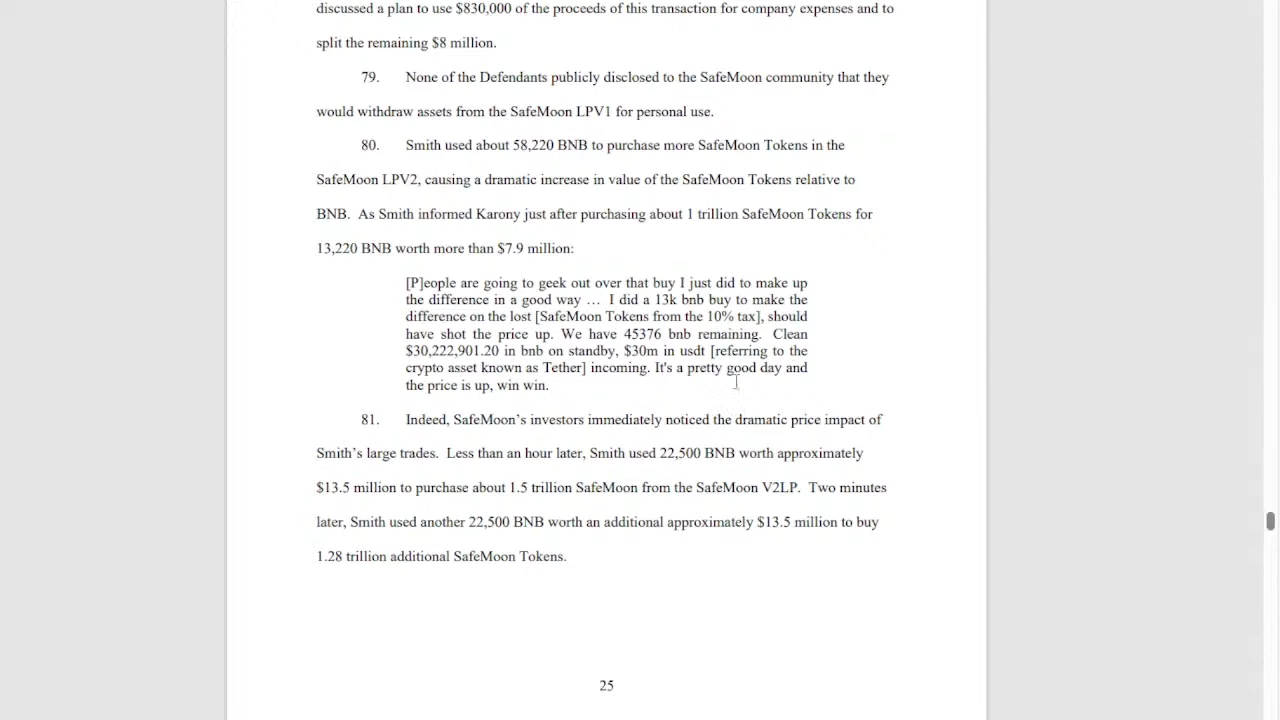 discussed a plan to use $830,000 of the proceeds of this transaction for company expenses and to
split the remaining $8 million.
79. None of the Defendants publicly disclosed to the SafeMoon community that they
would withdraw assets from the SafeMoon LPV1 for personal use.
80. Smith used about 58,220 BNB to purchase more SafeMoon Tokens in the
SafeMoon LPV2, causing a dramatic increase in value of the SafeMoon Tokens relative to
BNB. As Smith informed Karony just after purchasing about 1 trillion SafeMoon Tokens for
13,220 BNB worth more than $7.9 million:
[P]eople are going to geek out over that buy I just did to make up
the difference in a good way … I did a 13k bnb buy to make the
difference on the lost [SafeMoon Tokens from the 10% tax], should
have shot the price up. We have 45376 bnb remaining. Clean
$30,222,901.20 in bnb on standby, $30m in usdt [referring to the
crypto asset known as Tether] incoming. It's a pretty good day and
the price is up, win win.
81. Indeed, SafeMoon’s investors immediately noticed the dramatic price impact of
Smith’s large trades. Less than an hour later, Smith used 22,500 BNB worth approximately
$13.5 million to purchase about 1.5 trillion SafeMoon from the SafeMoon V2LP. Two minutes
later, Smith used another 22,500 BNB worth an additional approximately $13.5 million to buy
1.28 trillion additional SafeMoon Tokens.
25